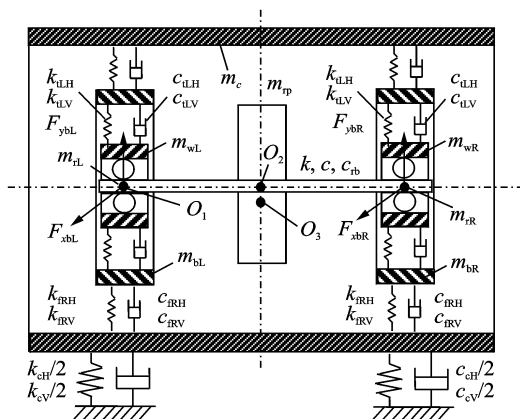 m_c
k_tLH
k_tLV
c_tLH
c_tLV
m_rp
k_tLH
k_tLV
c_tLH
c_tLV
F_ybL
F_ybR
m_wL
m_wR
m_rL
O_2
k, c, c_rb
O_1
O_3
m_rR
F_xbL
F_xbR
m_bL
m_bR
k_fRH
k_fRV
c_fRH
c_fRV
k_fRH
k_fRV
c_fRH
c_fRV
k_cH/2
k_cV/2
c_cH/2
c_cV/2